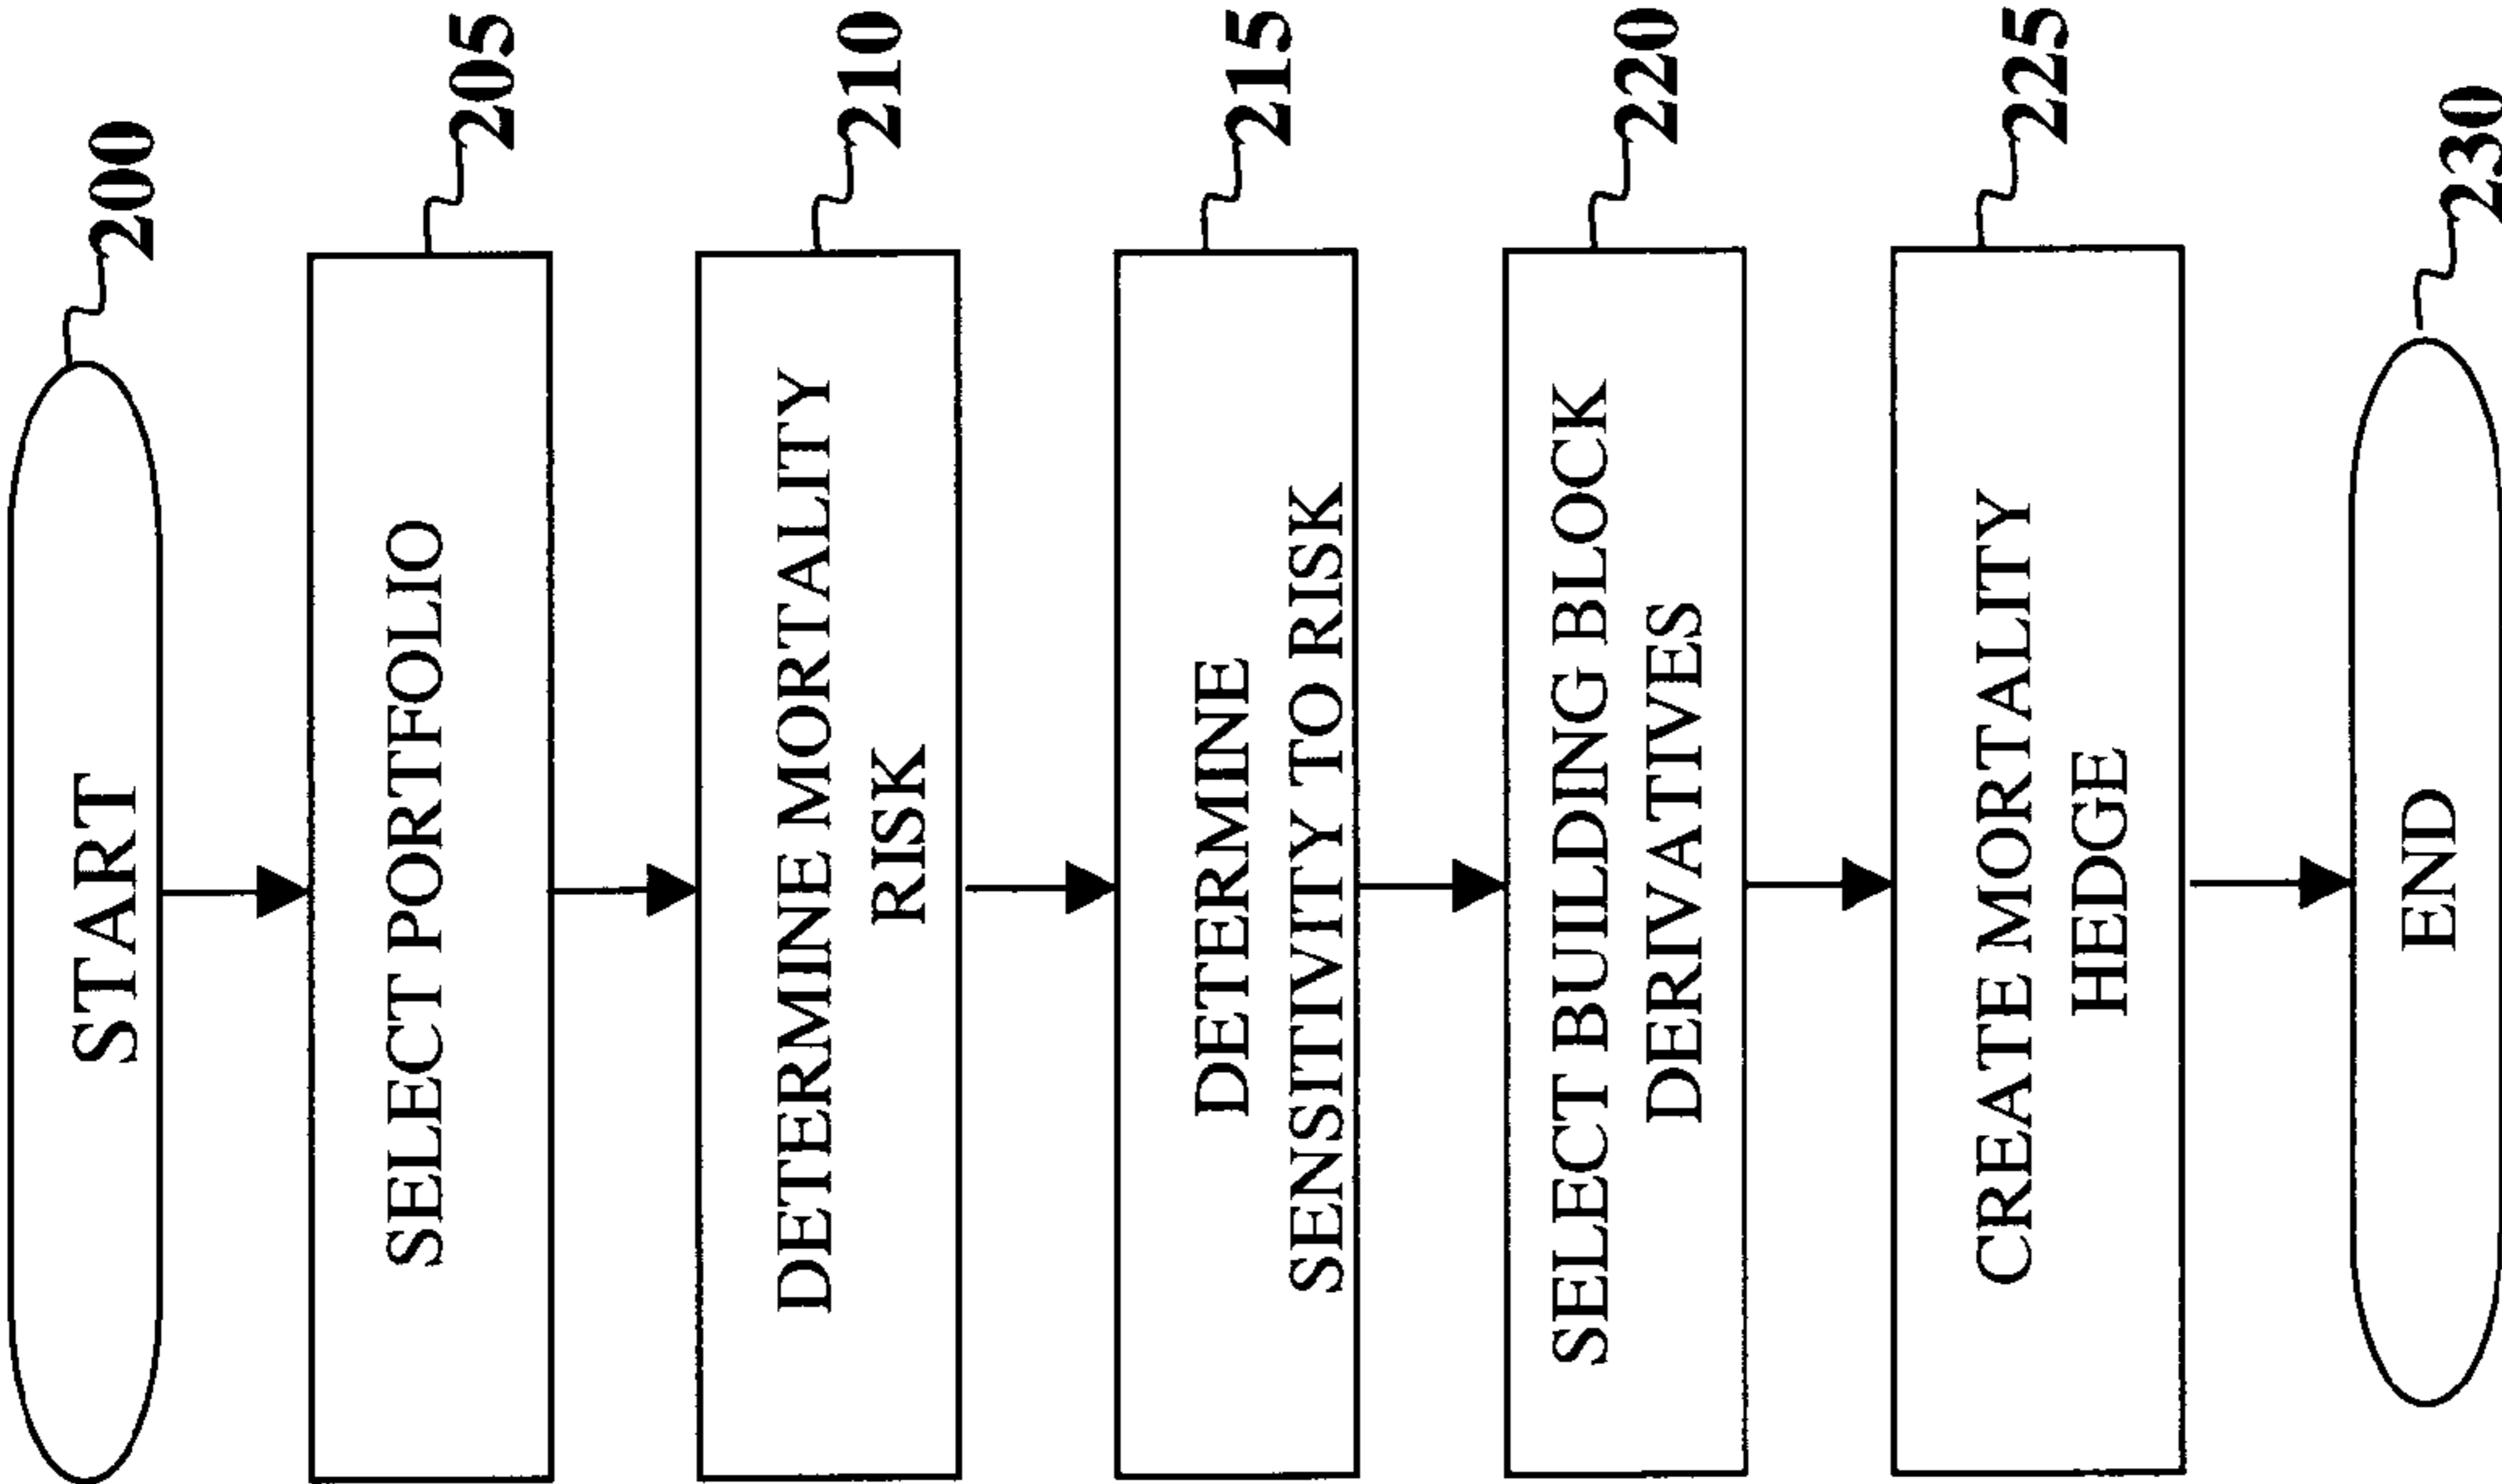 START
200
SELECT PORTFOLIO
205
DETERMINE MORTALITY
RISK
210
DETERMINE
SENSITIVITY TO RISK
215
SELECT BUILDING BLOCK
DERIVATIVES
220
CREATE MORTALITY
HEDGE
225
END
230